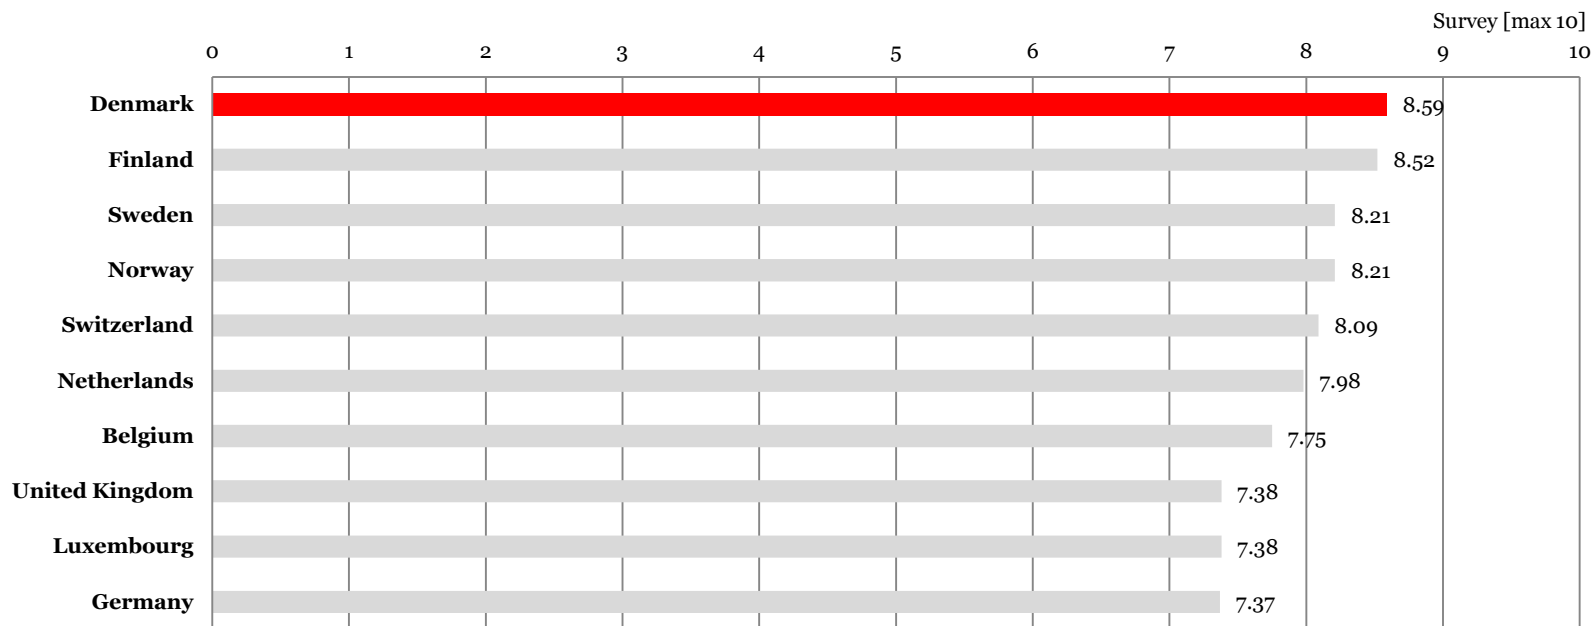 Survey [max 10]
0 1 2 3 4 5 6 7 8 9 10
Denmark 8.59
Finland 8.52
Sweden 8.21
Norway 8.21
Switzerland 8.09
Netherlands 7.98
Belgium 7.75
United Kingdom 7.38
Luxembourg 7.38
Germany 7.37